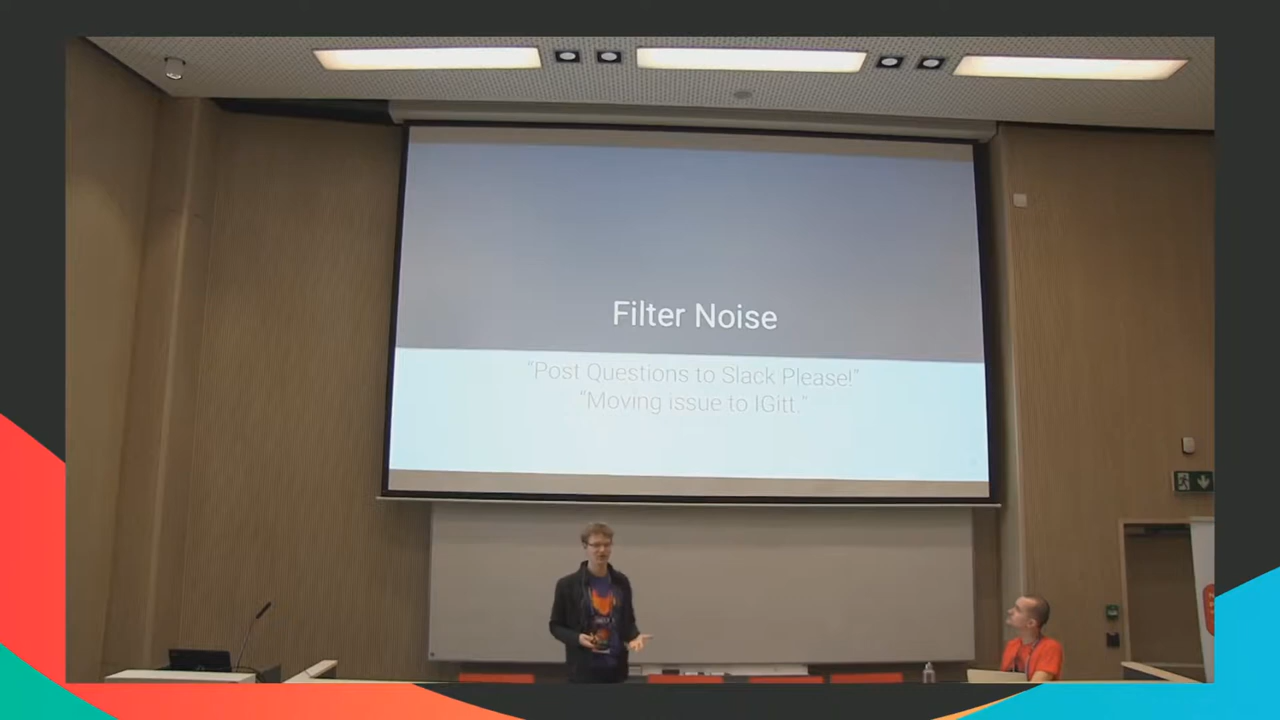 Filter Noise
“Post Questions to Slack Please!”
“Moving issue to IGitt.”